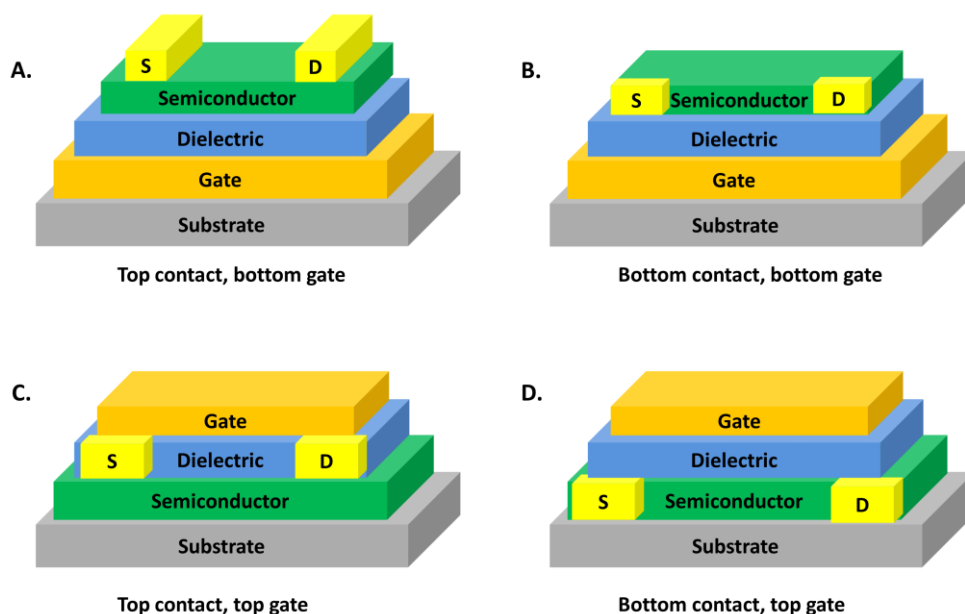 A.
S
D
Semiconductor
Dielectric
Gate
Substrate
Top contact, bottom gate
B.
S
Semiconductor
D
Dielectric
Gate
Substrate
Bottom contact, bottom gate
C.
Gate
S
Dielectric
D
Semiconductor
Substrate
Top contact, top gate
D.
Gate
Dielectric
S
Semiconductor
D
Substrate
Bottom contact, top gate